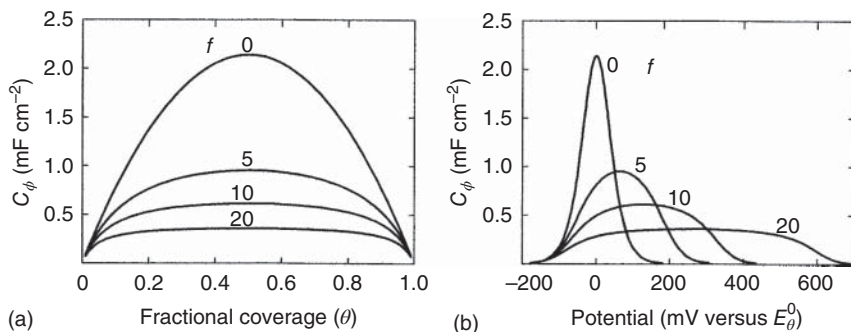 2.5
2.0
1.5
1.0
0.5
C_ϕ (mF cm⁻²)
f 0
5
10
20
0.0 0.2 0.4 0.6 0.8 1.0
(a) Fractional coverage (θ)
2.5
2.0
1.5
1.0
0.5
C_ϕ (mF cm⁻²)
0 f
5
10
20
−200 0 200 400 600
(b) Potential (mV versus E_θ^0)